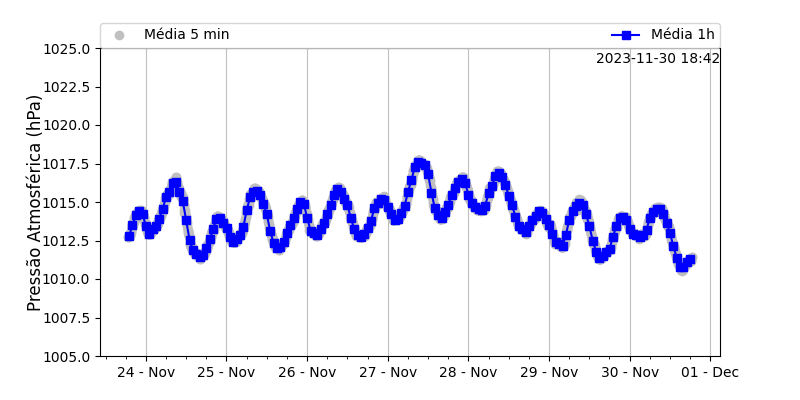 Média 5 min
Média 1h
2023-11-30 18:42
Pressão Atmosférica (hPa)
1025.0
1022.5
1020.0
1017.5
1015.0
1012.5
1010.0
1007.5
1005.0
24 - Nov
25 - Nov
26 - Nov
27 - Nov
28 - Nov
29 - Nov
30 - Nov
01 - Dec